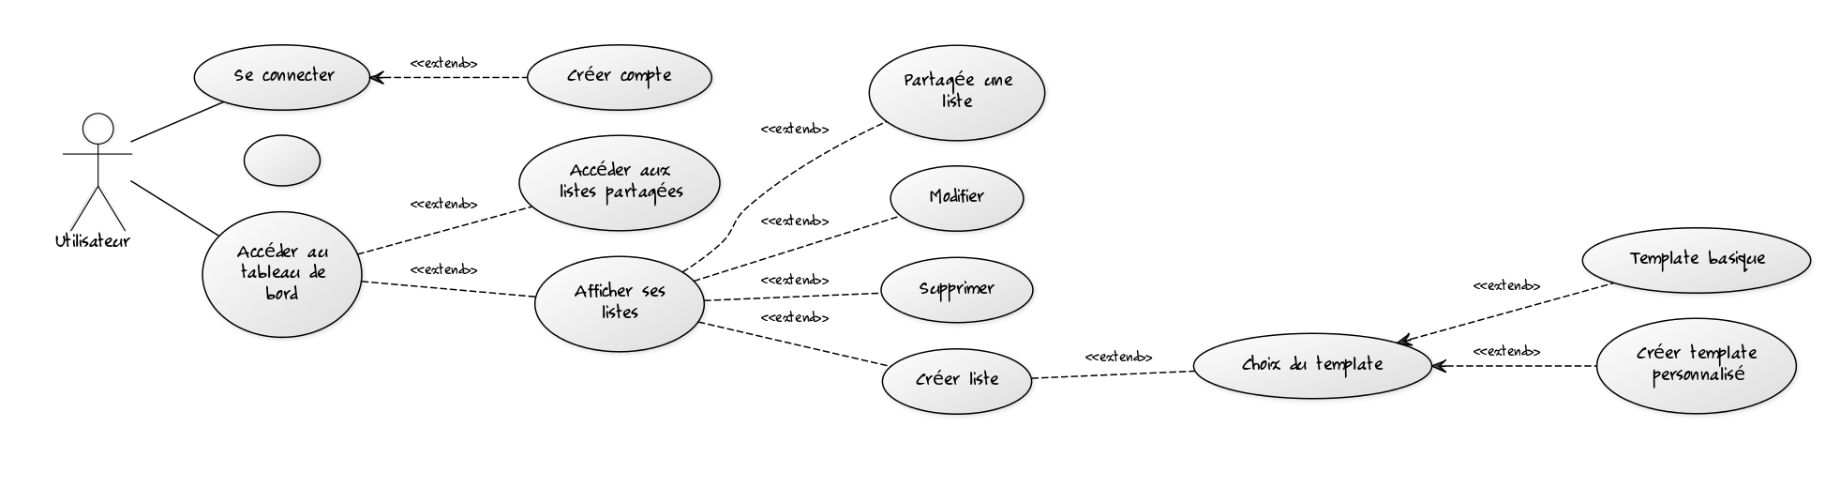 Se connecter
<<extend>>
Créer compte
Partagée une
liste
<<extend>>
Accéder aux
listes partagées
<<extend>>
Modifier
<<extend>>
Utilisateur
Accéder au
tableau de
bord
<<extend>>
Afficher ses
listes
<<extend>>
Supprimer
<<extend>>
Créer liste
<<extend>>
Choix du template
<<extend>>
Template basique
<<extend>>
Créer template
personnalisé